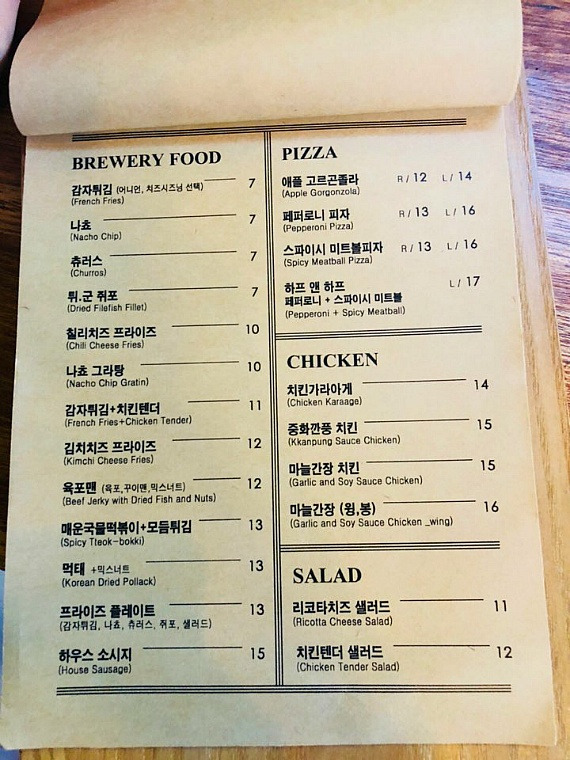 BREWERY FOOD
감자튀김 (어니언, 치즈시즈닝 선택) 7
(French Fries)
나쵸 7
(Nacho Chip)
츄러스 7
(Churros)
튀.군 쥐포 7
(Dried Filefish Fillet)
칠리치즈 프라이즈 10
(Chili Cheese Fries)
나쵸 그라탕 10
(Nacho Chip Gratin)
감자튀김+치킨텐더 11
(French Fries+Chicken Tender)
김치치즈 프라이즈 12
(Kimchi Cheese Fries)
육포맨 (육포,꾸이맨,믹스너트) 12
(Beef Jerky with Dried Fish and Nuts)
매운국물떡볶이+모듬튀김 13
(Spicy Tteok-bokki)
먹태 +믹스너트 13
(Korean Dried Pollack)
프라이즈 플레이트 13
(감자튀김, 나쵸, 츄러스, 쥐포, 샐러드)
하우스 소시지 15
(House Sausage)
PIZZA
애플 고르곤졸라 R/12 L/14
(Apple Gorgonzola)
페퍼로니 피자 R/13 L/16
(Pepperoni Pizza)
스파이시 미트볼피자 R/13 L/16
(Spicy Meatball Pizza)
하프 앤 하프 L/17
페퍼로니 + 스파이시 미트볼
(Pepperoni + Spicy Meatball)
CHICKEN
치킨가라아게 14
(Chicken Karaage)
중화깐풍 치킨 15
(Kkanpung Sauce Chicken)
마늘간장 치킨 15
(Garlic and Soy Sauce Chicken)
마늘간장 (윙,봉) 16
(Garlic and Soy Sauce Chicken _wing)
SALAD
리코타치즈 샐러드 11
(Ricotta Cheese Salad)
치킨텐더 샐러드 12
(Chicken Tender Salad)